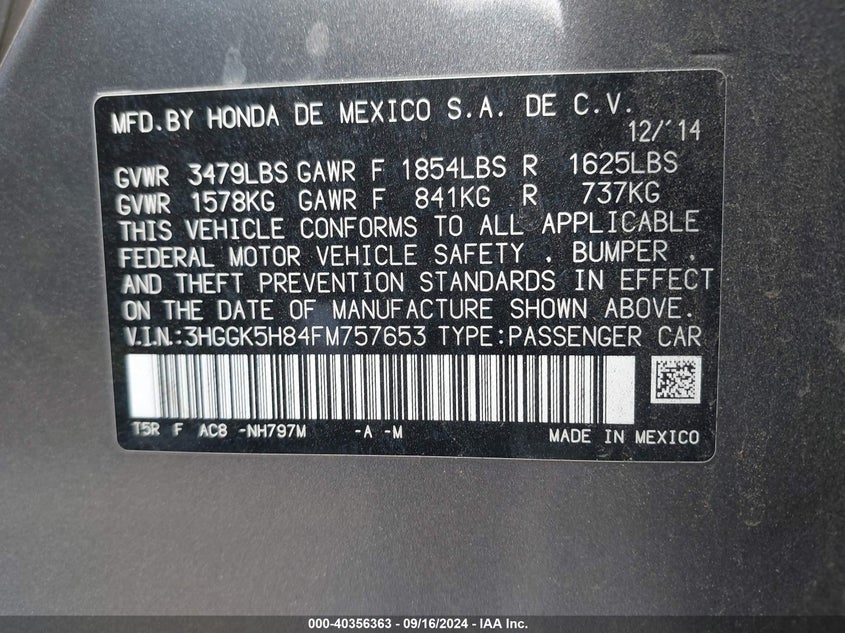 MFD.BY HONDA DE MEXICO S.A. DE C.V.
12/'14
GVWR 3479LBS GAWR F 1854LBS R 1625LBS
GVWR 1578KG GAWR F 841KG R 737KG
THIS VEHICLE CONFORMS TO ALL APPLICABLE
FEDERAL MOTOR VEHICLE SAFETY . BUMPER .
AND THEFT PREVENTION STANDARDS IN EFFECT
ON THE DATE OF MANUFACTURE SHOWN ABOVE.
V.I.N.:3HGGK5H84FM757653 TYPE:PASSENGER CAR
T5R F AC8 -NH797M -A -M
MADE IN MEXICO
000-40356363 - 09/16/2024 - IAA Inc.